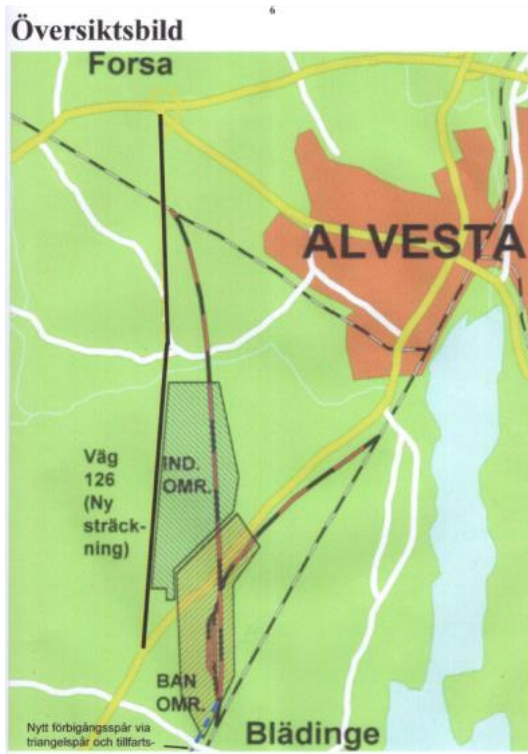 6
Översiktsbild
Forsa
ALVESTA
Väg
126
(Ny
sträck-
ning)
IND.
OMR.
BAN
OMR.
Nytt förbigångsspår via
triangelspår och tillfarts-
Blädinge